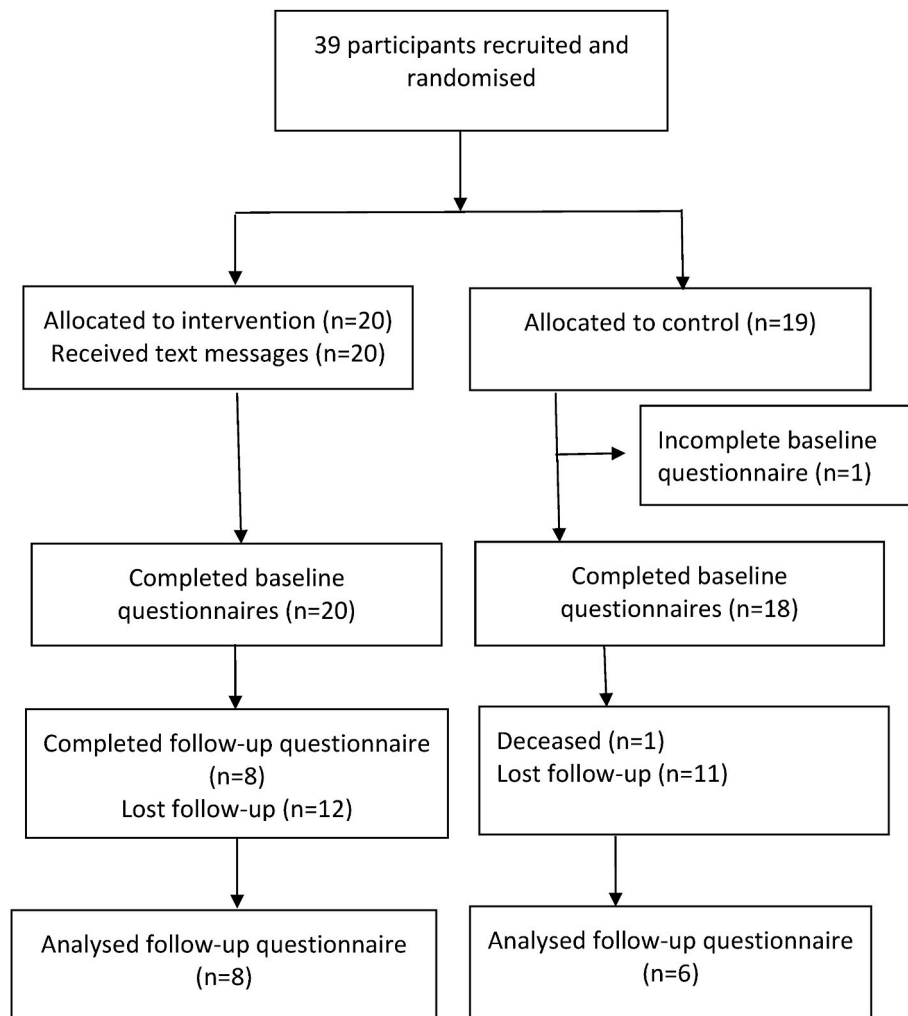 39 participants recruited and
randomised
Allocated to intervention (n=20)
Received text messages (n=20)
Allocated to control (n=19)
Incomplete baseline
questionnaire (n=1)
Completed baseline
questionnaires (n=20)
Completed baseline
questionnaires (n=18)
Completed follow-up questionnaire
(n=8)
Lost follow-up (n=12)
Deceased (n=1)
Lost follow-up (n=11)
Analysed follow-up questionnaire
(n=8)
Analysed follow-up questionnaire
(n=6)